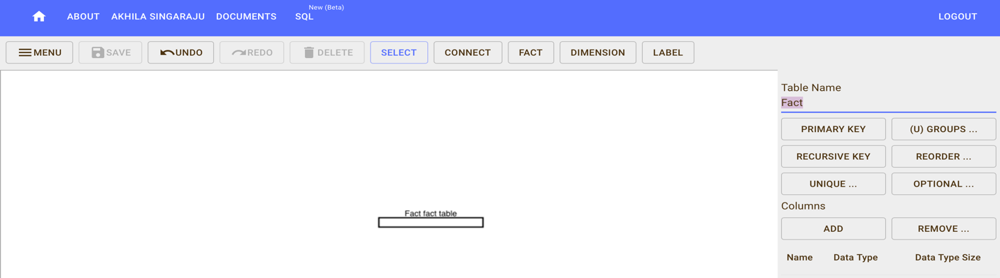 New (Beta)
ABOUT AKHILA SINGARAJU DOCUMENTS SQL LOGOUT
MENU SAVE UNDO REDO DELETE SELECT CONNECT FACT DIMENSION LABEL
Table Name
Fact
PRIMARY KEY (U) GROUPS ...
RECURSIVE KEY REORDER ...
UNIQUE ... OPTIONAL ...
Columns
Fact fact table
ADD REMOVE ...
Name Data Type Data Type Size